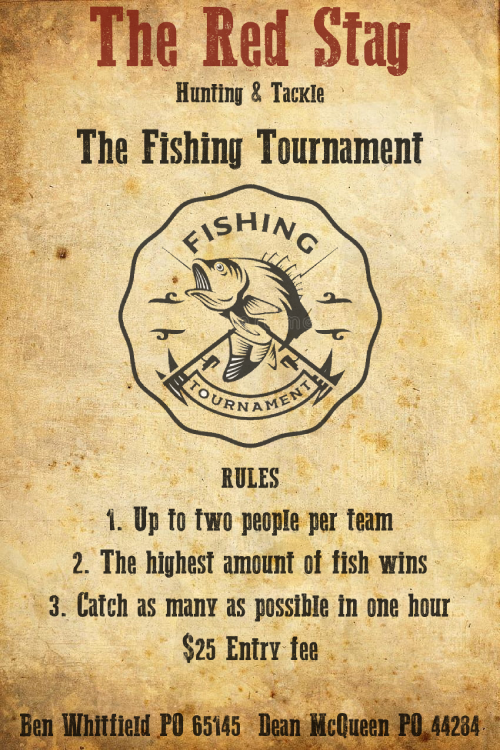 The Red Stag
Hunting & Tackle
The Fishing Tournament
FISHING
TOURNAMENT
RULES
1. Up to two people per team
2. The highest amount of fish wins
3. Catch as many as possible in one hour
$25 Entry fee
Ben Whitfield PO 65145 Dean McQueen PO 44284